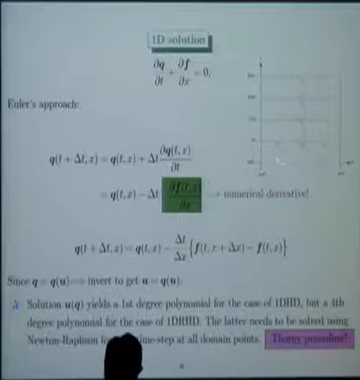 1D solution
∂q/∂t + ∂f/∂x = 0,
Euler's approach:
q(t + Δt, x) = q(t, x) + Δt ∂q(t, x)/∂t
= q(t, x) − Δt ∂f(t, x)/∂x ⟹ numerical derivative!
q(t + Δt, x) = q(t, x) − Δt/Δx {f(t, x + Δx) − f(t, x)}
Since q = q(u) ⟹ invert to get u = q(u).
Solution u(q) yields a 1st degree polynomial for the case of 1DHD, but a 4th
degree polynomial for the case of 1DRHD. The latter needs to be solved using
Newton-Raphson time-step at all domain points. Thorny procedure!